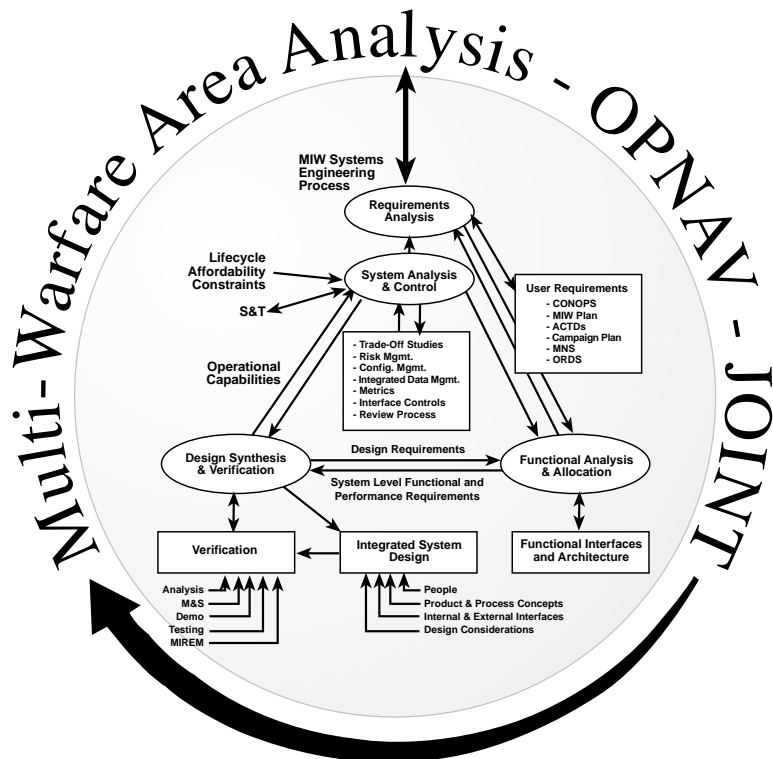 Multi-Warfare Area Analysis - OPNAV - JOINT
MIW Systems
Engineering
Process
Requirements
Analysis
Lifecycle
Affordability
Constraints
System Analysis
& Control
S&T
User Requirements
- CONOPS
- MIW Plan
- ACTDs
- Campaign Plan
- MNS
- ORDS
- Trade-Off Studies
- Risk Mgmt.
- Config. Mgmt.
- Integrated Data Mgmt.
- Metrics
- Interface Controls
- Review Process
Operational
Capabilities
Design Synthesis
& Verification
Design Requirements
System Level Functional and
Performance Requirements
Functional Analysis
& Allocation
Verification
Integrated System
Design
Functional Interfaces
and Architecture
Analysis
M&S
Demo
Testing
MIREM
People
Product & Process Concepts
Internal & External Interfaces
Design Considerations